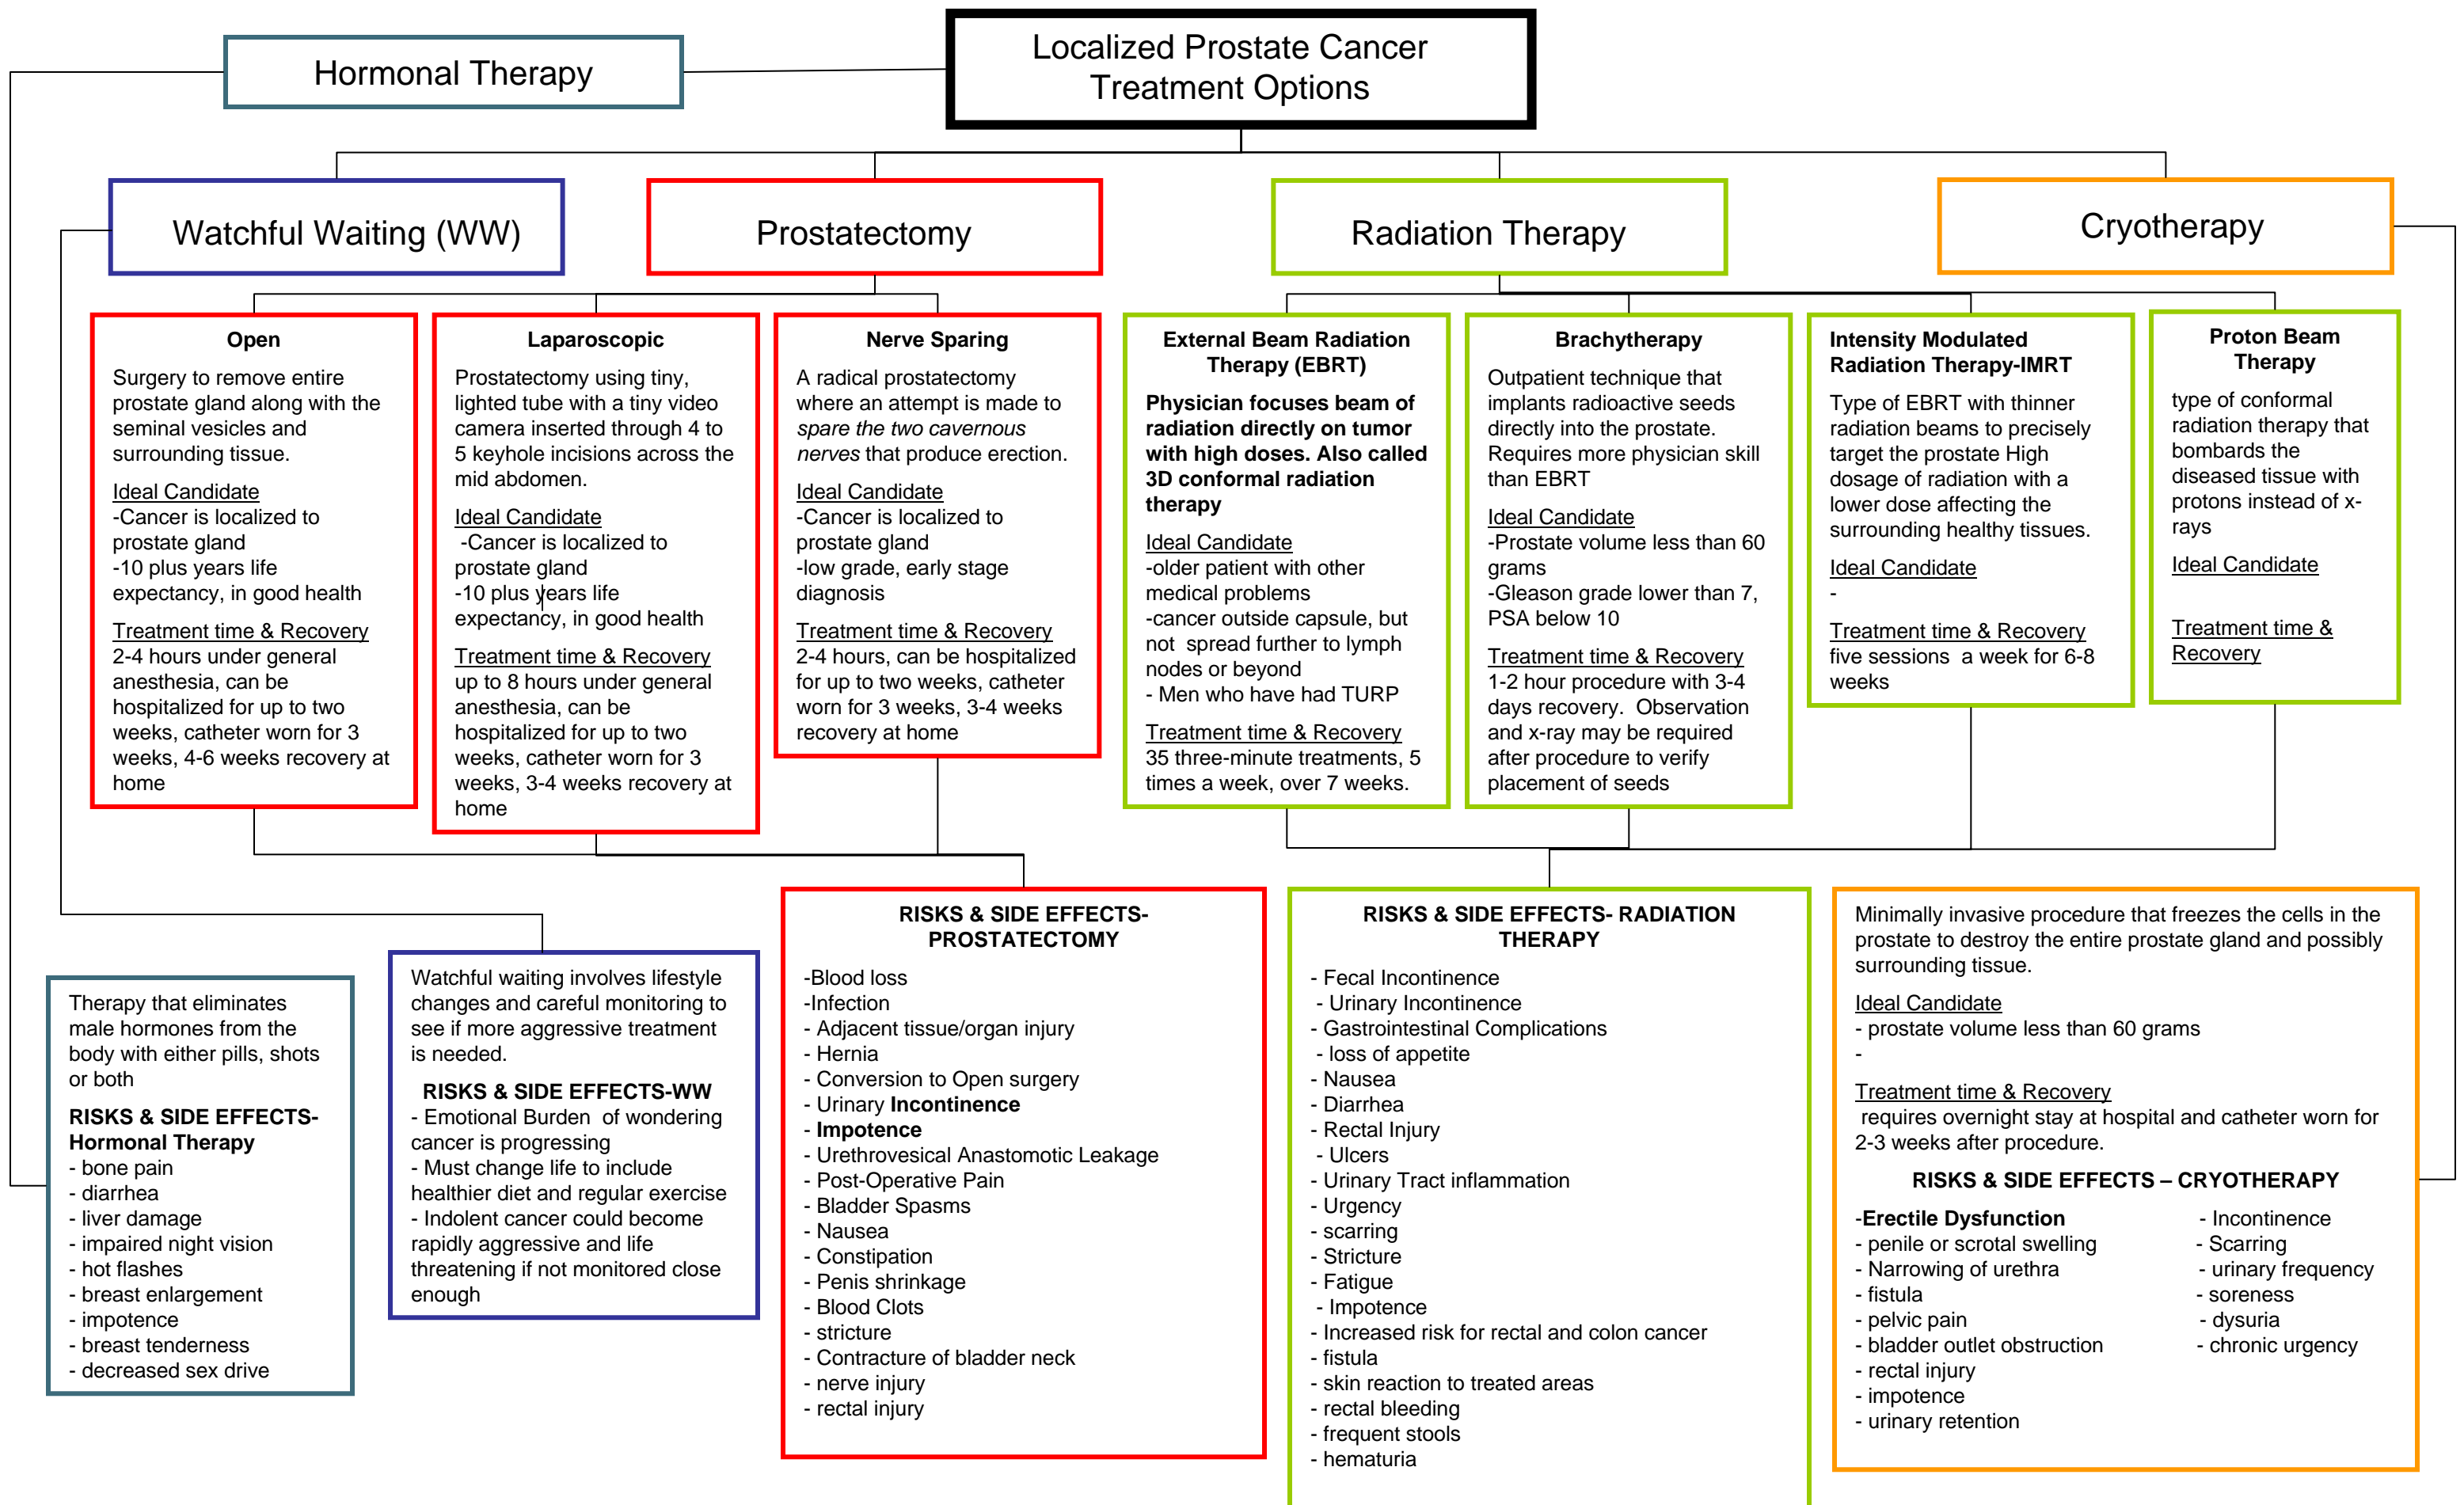 Hormonal Therapy
Localized Prostate Cancer
Treatment Options
Watchful Waiting (WW)
Prostatectomy
Radiation Therapy
Cryotherapy
Open
Surgery to remove entire
prostate gland along with the
seminal vesicles and
surrounding tissue.
Ideal Candidate
-Cancer is localized to
prostate gland
-10 plus years life
expectancy, in good health
Treatment time & Recovery
2-4 hours under general
anesthesia, can be
hospitalized for up to two
weeks, catheter worn for 3
weeks, 4-6 weeks recovery at
home
Laparoscopic
Prostatectomy using tiny,
lighted tube with a tiny video
camera inserted through 4 to
5 keyhole incisions across the
mid abdomen.
Ideal Candidate
-Cancer is localized to
prostate gland
-10 plus years life
expectancy, in good health
Treatment time & Recovery
up to 8 hours under general
anesthesia, can be
hospitalized for up to two
weeks, catheter worn for 3
weeks, 3-4 weeks recovery at
home
Nerve Sparing
A radical prostatectomy
where an attempt is made to
spare the two cavernous
nerves that produce erection.
Ideal Candidate
-Cancer is localized to
prostate gland
-low grade, early stage
diagnosis
Treatment time & Recovery
2-4 hours, can be hospitalized
for up to two weeks, catheter
worn for 3 weeks, 3-4 weeks
recovery at home
External Beam Radiation
Therapy (EBRT)
Physician focuses beam of
radiation directly on tumor
with high doses. Also called
3D conformal radiation
therapy
Ideal Candidate
-older patient with other
medical problems
-cancer outside capsule, but
not spread further to lymph
nodes or beyond
- Men who have had TURP
Treatment time & Recovery
35 three-minute treatments, 5
times a week, over 7 weeks.
Brachytherapy
Outpatient technique that
implants radioactive seeds
directly into the prostate.
Requires more physician skill
than EBRT
Ideal Candidate
-Prostate volume less than 60
grams
-Gleason grade lower than 7,
PSA below 10
Treatment time & Recovery
1-2 hour procedure with 3-4
days recovery. Observation
and x-ray may be required
after procedure to verify
placement of seeds
Intensity Modulated
Radiation Therapy-IMRT
Type of EBRT with thinner
radiation beams to precisely
target the prostate High
dosage of radiation with a
lower dose affecting the
surrounding healthy tissues.
Ideal Candidate
-
Treatment time & Recovery
five sessions a week for 6-8
weeks
Proton Beam
Therapy
type of conformal
radiation therapy that
bombards the
diseased tissue with
protons instead of x-
rays
Ideal Candidate
Treatment time &
Recovery
Therapy that eliminates
male hormones from the
body with either pills, shots
or both
RISKS & SIDE EFFECTS-
Hormonal Therapy
- bone pain
- diarrhea
- liver damage
- impaired night vision
- hot flashes
- breast enlargement
- impotence
- breast tenderness
- decreased sex drive
Watchful waiting involves lifestyle
changes and careful monitoring to
see if more aggressive treatment
is needed.
RISKS & SIDE EFFECTS-WW
- Emotional Burden of wondering
cancer is progressing
- Must change life to include
healthier diet and regular exercise
- Indolent cancer could become
rapidly aggressive and life
threatening if not monitored close
enough
RISKS & SIDE EFFECTS-
PROSTATECTOMY
-Blood loss
-Infection
- Adjacent tissue/organ injury
- Hernia
- Conversion to Open surgery
- Urinary Incontinence
- Impotence
- Urethrovesical Anastomotic Leakage
- Post-Operative Pain
- Bladder Spasms
- Nausea
- Constipation
- Penis shrinkage
- Blood Clots
- stricture
- Contracture of bladder neck
- nerve injury
- rectal injury
RISKS & SIDE EFFECTS- RADIATION
THERAPY
- Fecal Incontinence
- Urinary Incontinence
- Gastrointestinal Complications
- loss of appetite
- Nausea
- Diarrhea
- Rectal Injury
- Ulcers
- Urinary Tract inflammation
- Urgency
- scarring
- Stricture
- Fatigue
- Impotence
- Increased risk for rectal and colon cancer
- fistula
- skin reaction to treated areas
- rectal bleeding
- frequent stools
- hematuria
Minimally invasive procedure that freezes the cells in the
prostate to destroy the entire prostate gland and possibly
surrounding tissue.
Ideal Candidate
- prostate volume less than 60 grams
-
Treatment time & Recovery
requires overnight stay at hospital and catheter worn for
2-3 weeks after procedure.
RISKS & SIDE EFFECTS – CRYOTHERAPY
-Erectile Dysfunction - Incontinence
- penile or scrotal swelling - Scarring
- Narrowing of urethra - urinary frequency
- fistula - soreness
- pelvic pain - dysuria
- bladder outlet obstruction - chronic urgency
- rectal injury
- impotence
- urinary retention